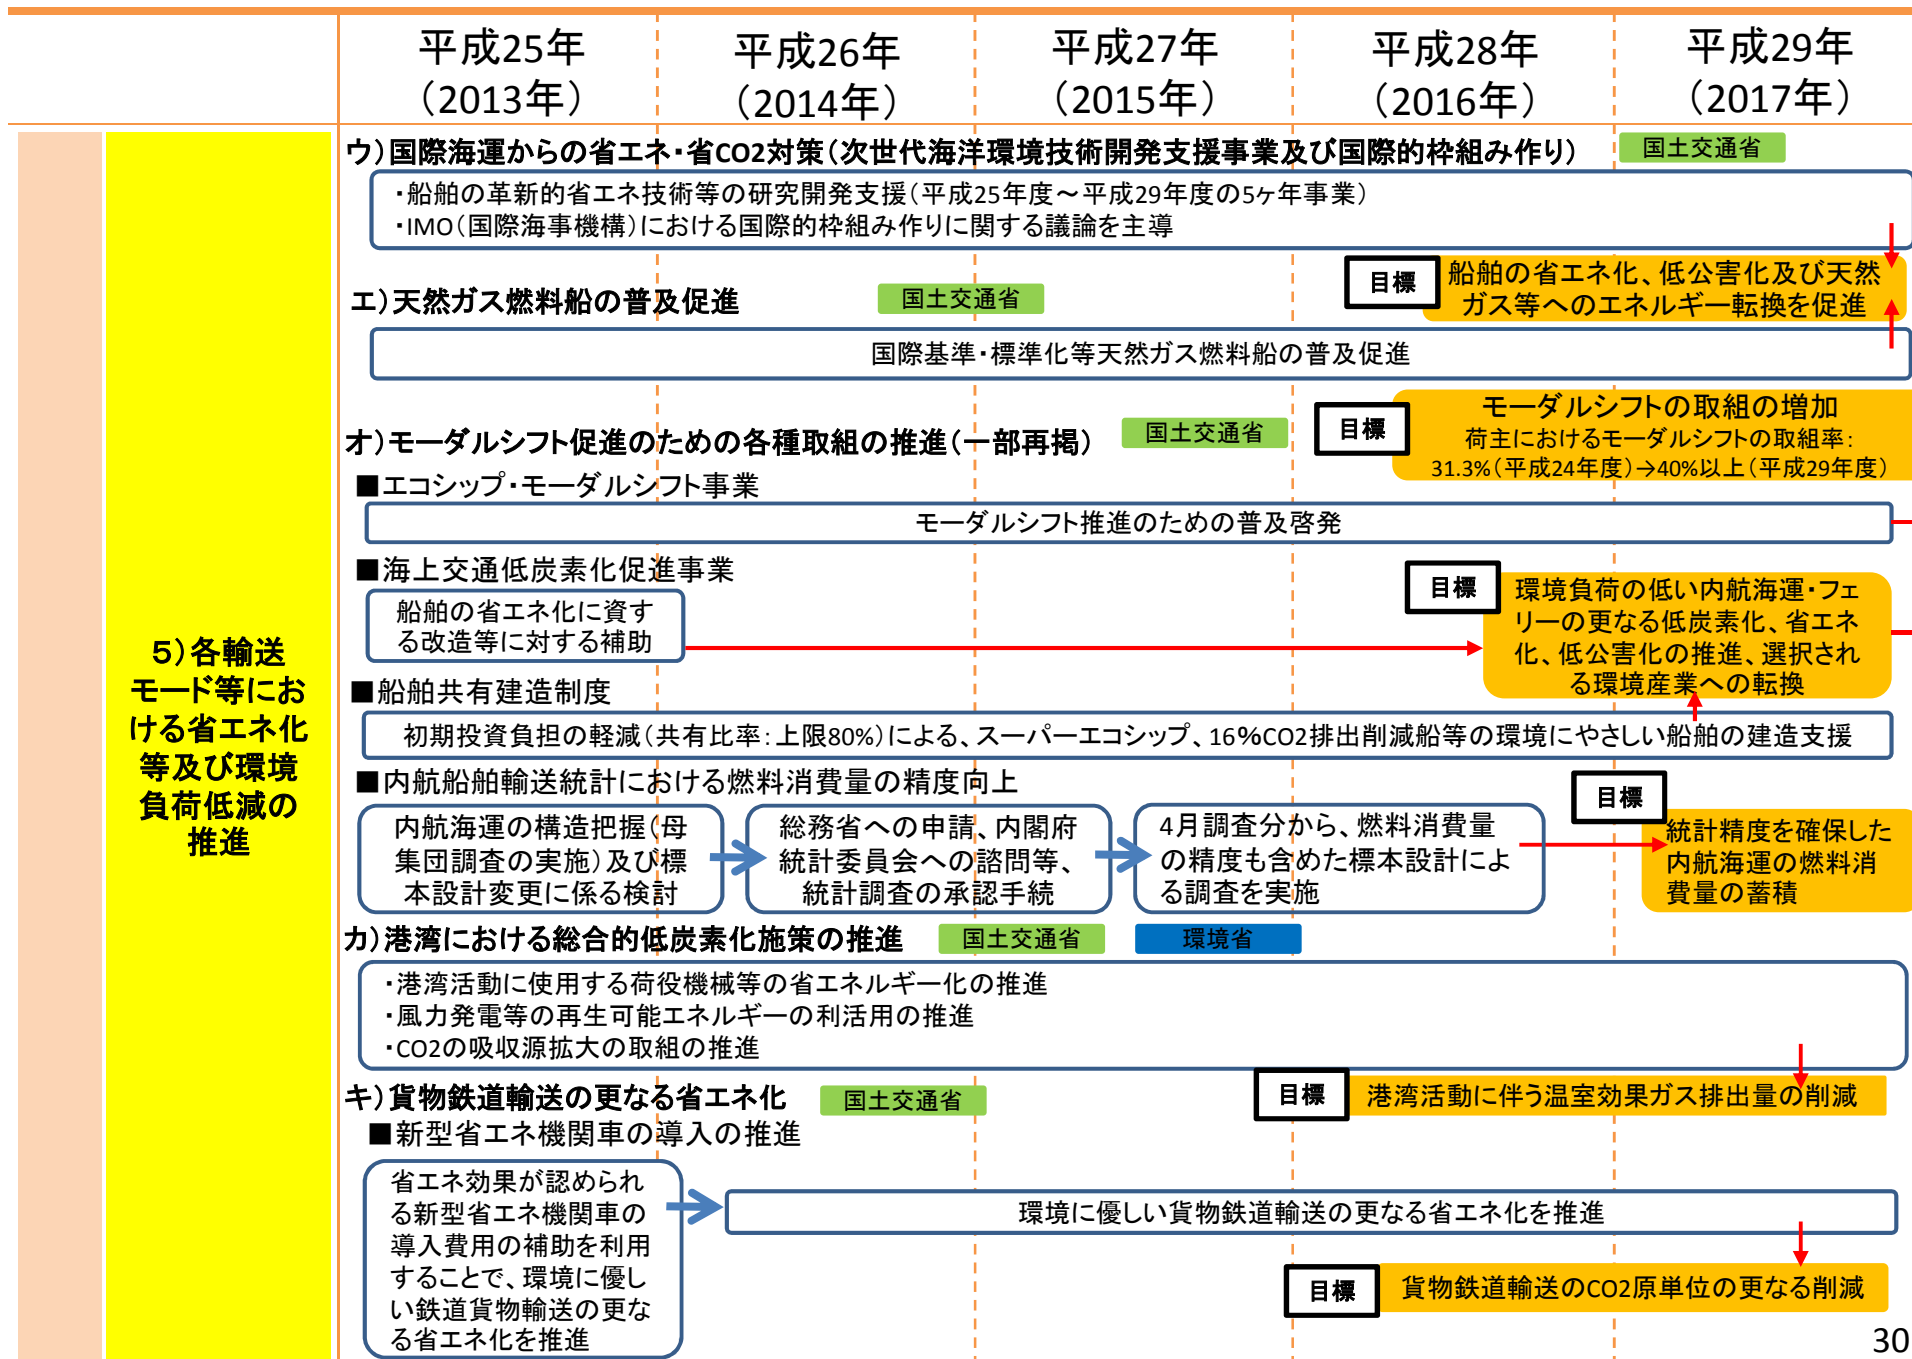 平成25年
（2013年）
平成26年
（2014年）
平成27年
（2015年）
平成28年
（2016年）
平成29年
（2017年）
5）各輸送
モード等にお
ける省エネ化
等及び環境
負荷低減の
推進
ウ）国際海運からの省エネ・省CO2対策（次世代海洋環境技術開発支援事業及び国際的枠組み作り）
国土交通省
・船舶の革新的省エネ技術等の研究開発支援（平成25年度～平成29年度の5ヶ年事業）
・IMO（国際海事機構）における国際的枠組み作りに関する議論を主導
目標
船舶の省エネ化、低公害化及び天然
ガス等へのエネルギー転換を促進
エ）天然ガス燃料船の普及促進
国土交通省
国際基準・標準化等天然ガス燃料船の普及促進
目標
モーダルシフトの取組の増加
荷主におけるモーダルシフトの取組率：
31.3%（平成24年度）→40%以上（平成29年度）
オ）モーダルシフト促進のための各種取組の推進（一部再掲）
国土交通省
■エコシップ・モーダルシフト事業
モーダルシフト推進のための普及啓発
■海上交通低炭素化促進事業
船舶の省エネ化に資す
る改造等に対する補助
目標
環境負荷の低い内航海運・フェ
リーの更なる低炭素化、省エネ
化、低公害化の推進、選択され
る環境産業への転換
■船舶共有建造制度
初期投資負担の軽減（共有比率：上限80%）による、スーパーエコシップ、16%CO2排出削減船等の環境にやさしい船舶の建造支援
■内航船舶輸送統計における燃料消費量の精度向上
内航海運の構造把握（母
集団調査の実施）及び標
本設計変更に係る検討
総務省への申請、内閣府
統計委員会への諮問等、
統計調査の承認手続
4月調査分から、燃料消費量
の精度も含めた標本設計によ
る調査を実施
目標
統計精度を確保した
内航海運の燃料消
費量の蓄積
カ）港湾における総合的低炭素化施策の推進
国土交通省
環境省
・港湾活動に使用する荷役機械等の省エネルギー化の推進
・風力発電等の再生可能エネルギーの利活用の推進
・CO2の吸収源拡大の取組の推進
目標
港湾活動に伴う温室効果ガス排出量の削減
キ）貨物鉄道輸送の更なる省エネ化
国土交通省
■新型省エネ機関車の導入の推進
省エネ効果が認められ
る新型省エネ機関車の
導入費用の補助を利用
することで、環境に優し
い鉄道貨物輸送の更な
る省エネ化を推進
環境に優しい貨物鉄道輸送の更なる省エネ化を推進
目標
貨物鉄道輸送のCO2原単位の更なる削減
30